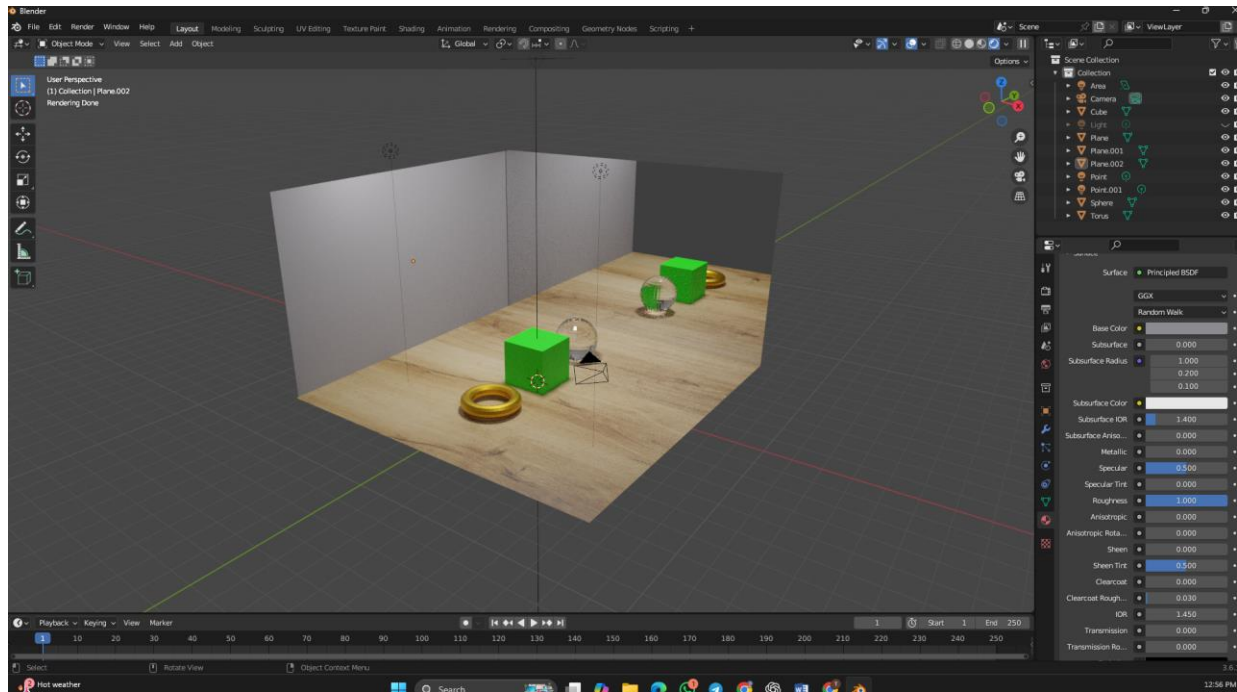 Blender
File Edit Render Window Help Layout Modeling Sculpting UV Editing Texture Paint Shading Animation Rendering Compositing Geometry Nodes Scripting + Scene ViewLayer
Object Mode View Select Add Object Global
Options
User Perspective
(1) Collection | Plane.002
Rendering Done
Z
Y
X
Scene Collection
Collection
Area
Camera
Cube
Light
Plane
Plane.001
Plane.002
Point
Point.001
Sphere
Torus
Surface
Surface Principled BSDF
GGX
Random Walk
Base Color
Subsurface 0.000
Subsurface Radius 1.000
0.200
0.100
Subsurface Color
Subsurface IOR 1.400
Subsurface Aniso... 0.000
Metallic 0.000
Specular 0.500
Specular Tint 0.000
Roughness 1.000
Anisotropic 0.000
Anisotropic Rota... 0.000
Sheen 0.000
Sheen Tint 0.500
Clearcoat 0.000
Clearcoat Rough... 0.030
IOR 1.450
Transmission 0.000
Transmission Ro... 0.000
Playback Keying View Marker 1 Start 1 End 250
1 10 20 30 40 50 60 70 80 90 100 110 120 130 140 150 160 170 180 190 200 210 220 230 240 250
Select Rotate View Object Context Menu 3.6.
Hot weather Search 12:56 PM